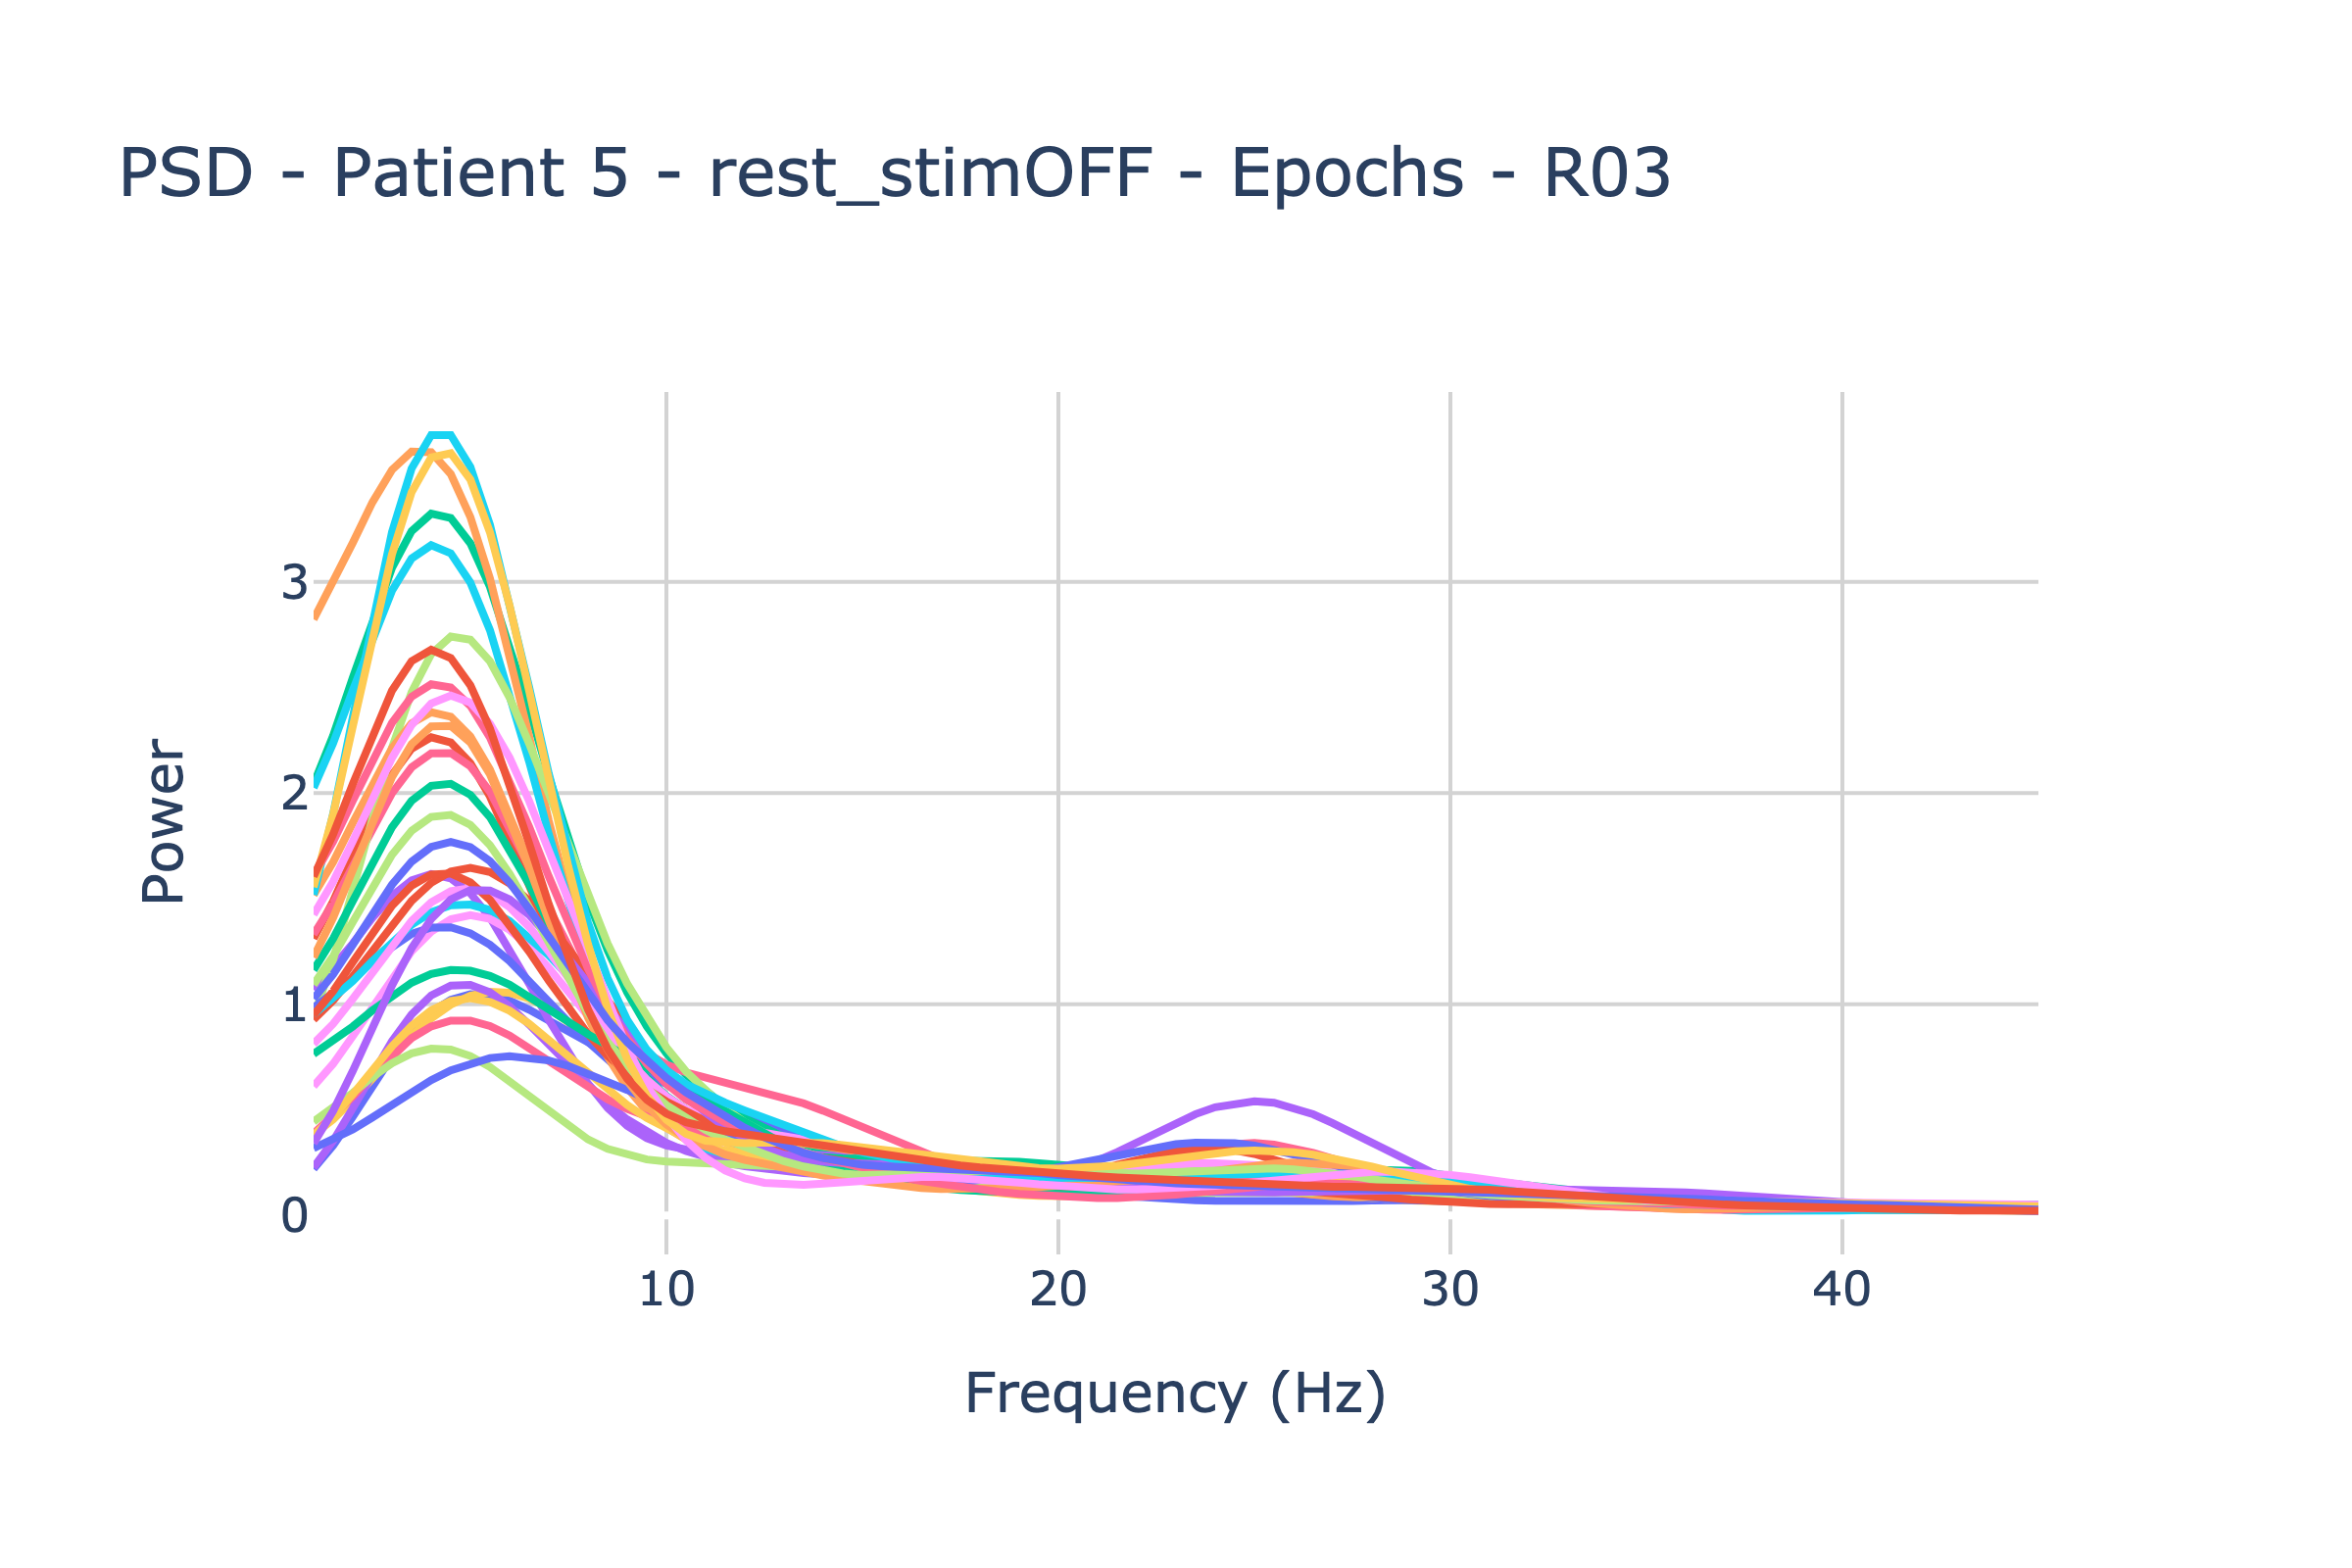 PSD - Patient 5 - rest_stimOFF - Epochs - R03
3
2
1
0
Power
10 20 30 40
Frequency (Hz)